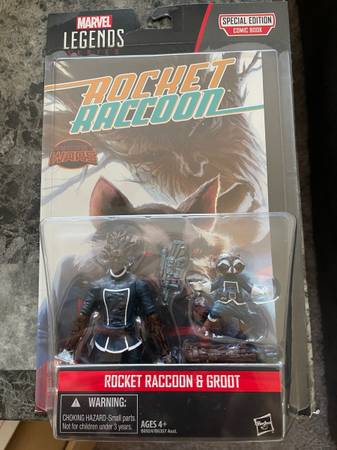 MARVEL
LEGENDS
SPECIAL EDITION
COMIC BOOK
ROCKET
RACCOON
WARS
ROCKET RACCOON & GROOT
WARNING:
CHOKING HAZARD-Small parts.
Not for children under 3 years.
AGES 4+
Hasbro